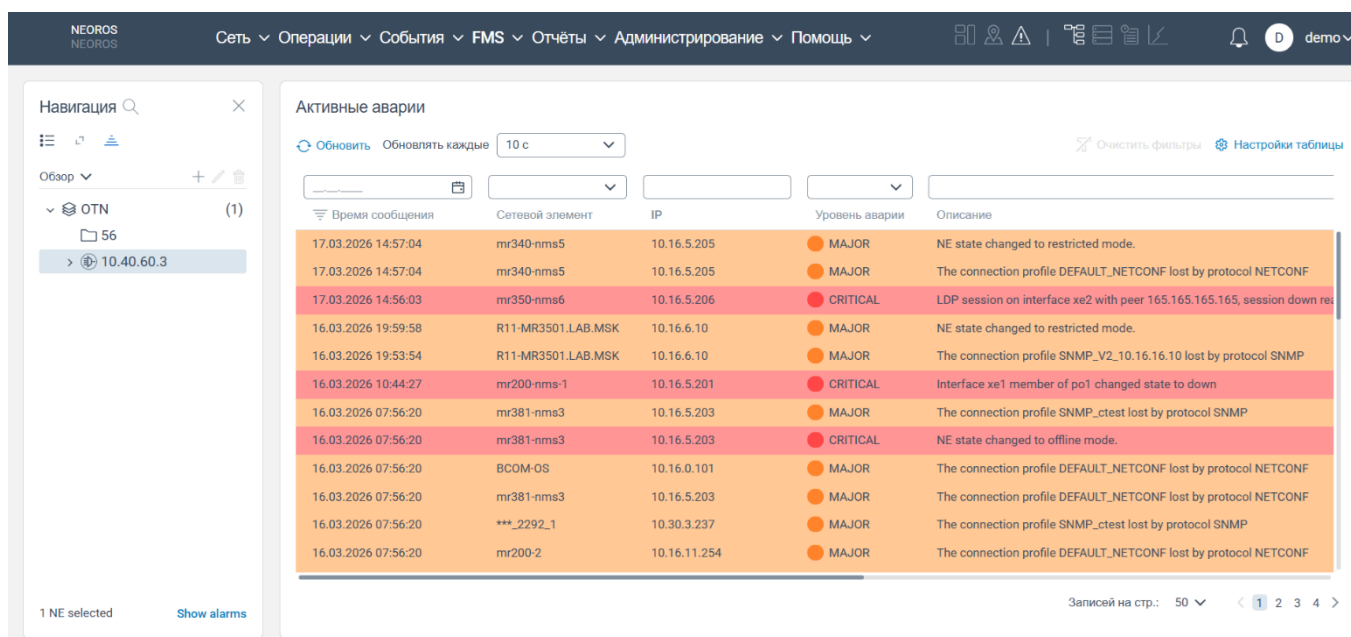 NEOROS
NEOROS
Сеть Операции События FMS Отчёты Администрирование Помощь
D demo
Навигация
Обзор
OTN (1)
56
10.40.60.3
1 NE selected Show alarms
Активные аварии
Обновить Обновлять каждые 10 с Очистить фильтры Настройки таблицы
__.__.____
Время сообщения Сетевой элемент IP Уровень аварии Описание
17.03.2026 14:57:04 mr340-nms5 10.16.5.205 MAJOR NE state changed to restricted mode.
17.03.2026 14:57:04 mr340-nms5 10.16.5.205 MAJOR The connection profile DEFAULT_NETCONF lost by protocol NETCONF
17.03.2026 14:56:03 mr350-nms6 10.16.5.206 CRITICAL LDP session on interface xe2 with peer 165.165.165.165, session down rea
16.03.2026 19:59:58 R11-MR3501.LAB.MSK 10.16.6.10 MAJOR NE state changed to restricted mode.
16.03.2026 19:53:54 R11-MR3501.LAB.MSK 10.16.6.10 MAJOR The connection profile SNMP_V2_10.16.16.10 lost by protocol SNMP
16.03.2026 10:44:27 mr200-nms-1 10.16.5.201 CRITICAL Interface xe1 member of po1 changed state to down
16.03.2026 07:56:20 mr381-nms3 10.16.5.203 MAJOR The connection profile SNMP_ctest lost by protocol SNMP
16.03.2026 07:56:20 mr381-nms3 10.16.5.203 CRITICAL NE state changed to offline mode.
16.03.2026 07:56:20 BCOM-OS 10.16.0.101 MAJOR The connection profile DEFAULT_NETCONF lost by protocol NETCONF
16.03.2026 07:56:20 mr381-nms3 10.16.5.203 MAJOR The connection profile DEFAULT_NETCONF lost by protocol NETCONF
16.03.2026 07:56:20 ***_2292_1 10.30.3.237 MAJOR The connection profile SNMP_ctest lost by protocol SNMP
16.03.2026 07:56:20 mr200-2 10.16.11.254 MAJOR The connection profile DEFAULT_NETCONF lost by protocol NETCONF
Записей на стр.: 50 1 2 3 4